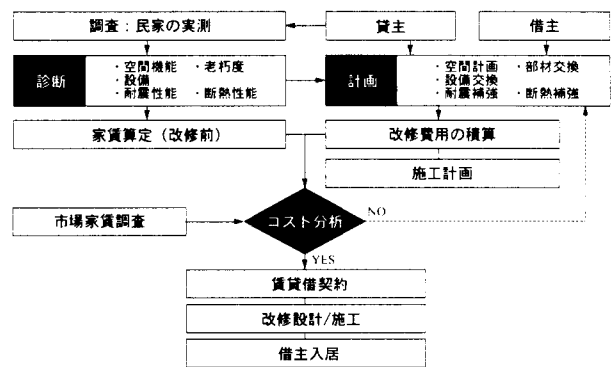 調査：民家の実測
貸主
借主
診断
・空間機能 ・老朽度
・設備
・耐震性能 ・断熱性能
計画
・空間計画 ・部材交換
・設備交換
・耐震補強 ・断熱補強
家賃算定（改修前）
改修費用の積算
施工計画
市場家賃調査
コスト分析
NO
YES
賃貸借契約
改修設計/施工
借主入居